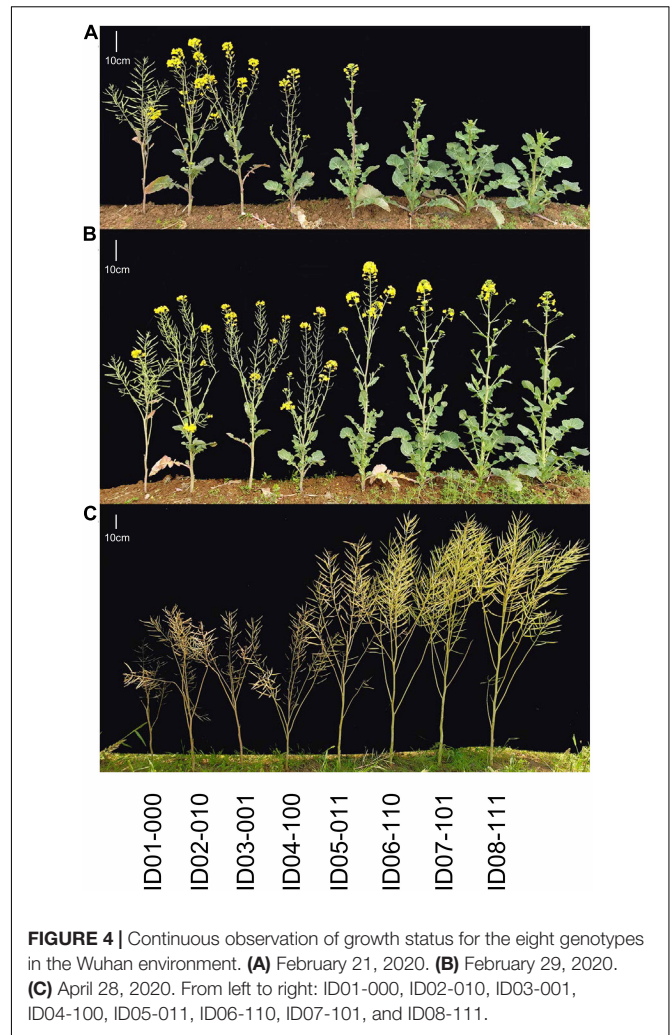 A
10cm
B
10cm
C
10cm
ID01-000
ID02-010
ID03-001
ID04-100
ID05-011
ID06-110
ID07-101
ID08-111
FIGURE 4 | Continuous observation of growth status for the eight genotypes
in the Wuhan environment. (A) February 21, 2020. (B) February 29, 2020.
(C) April 28, 2020. From left to right: ID01-000, ID02-010, ID03-001,
ID04-100, ID05-011, ID06-110, ID07-101, and ID08-111.